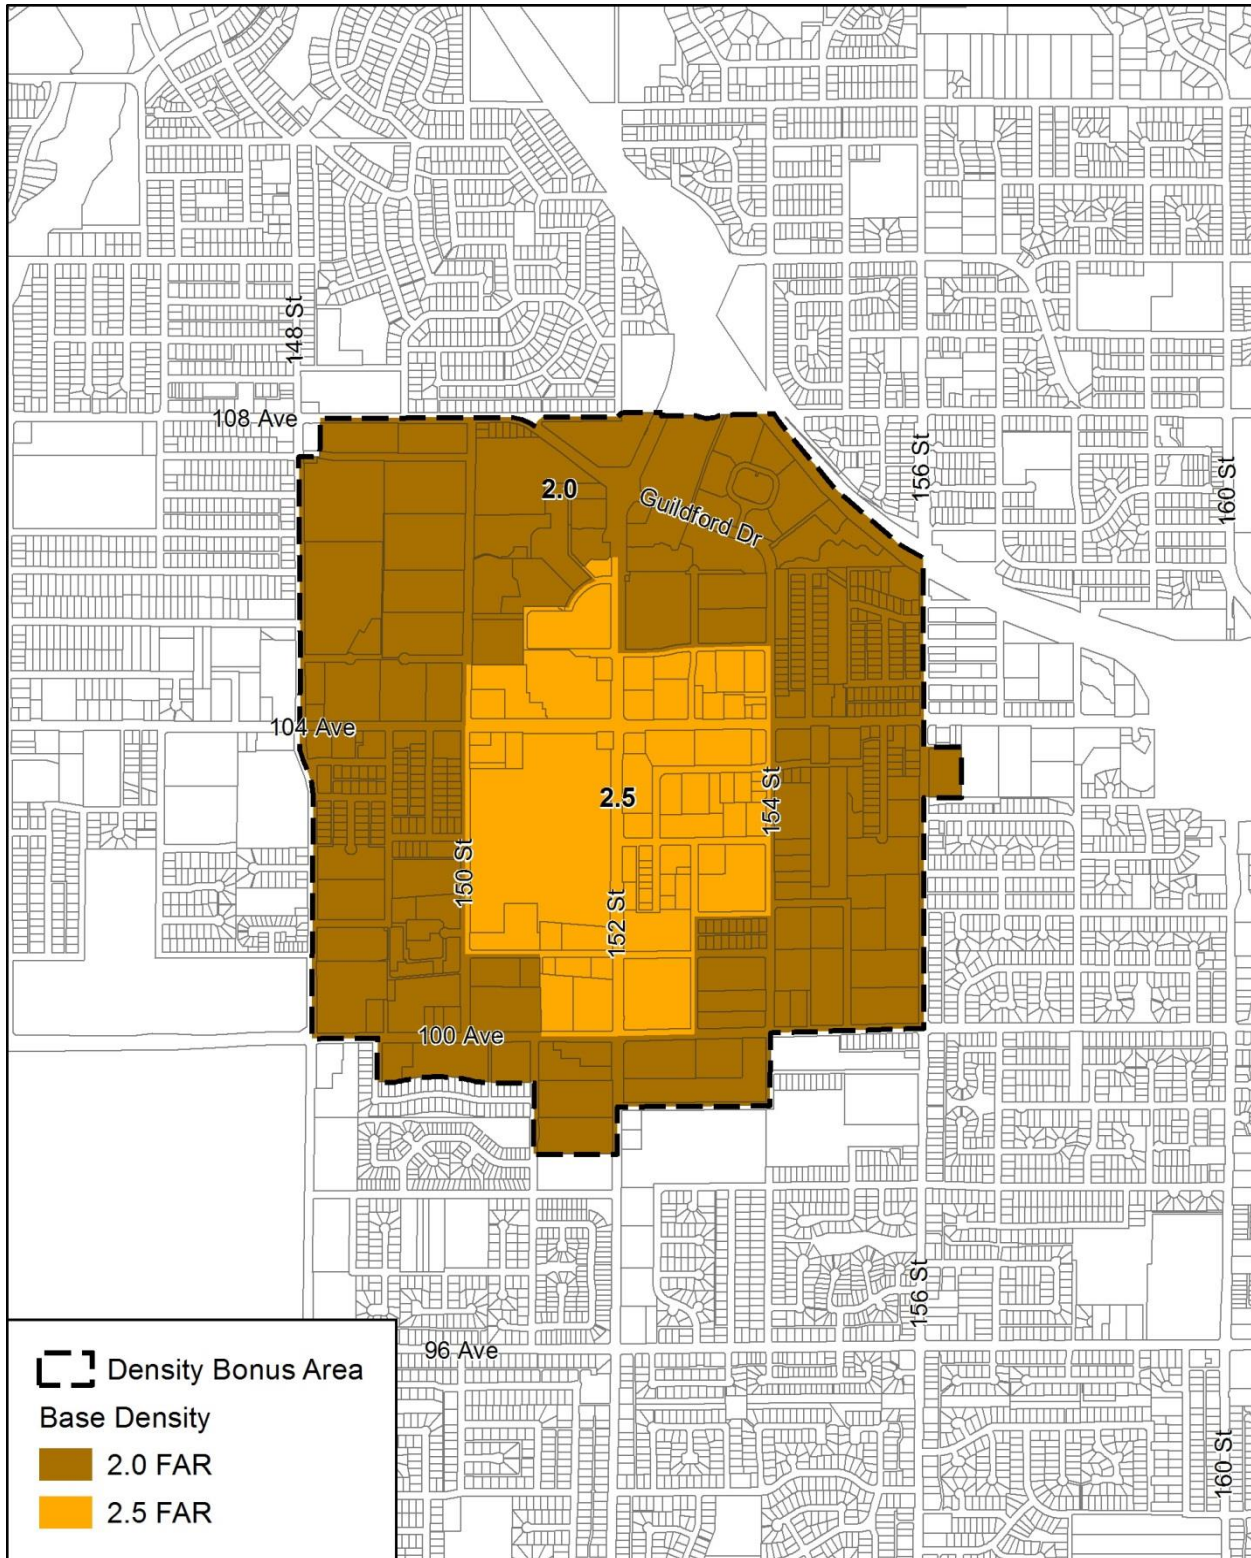 148 St
108 Ave
156 St
160 St
2.0
Guildford Dr
104 Ave
2.5
154 St
150 St
152 St
100 Ave
156 St
96 Ave
160 St
Density Bonus Area
Base Density
2.0 FAR
2.5 FAR